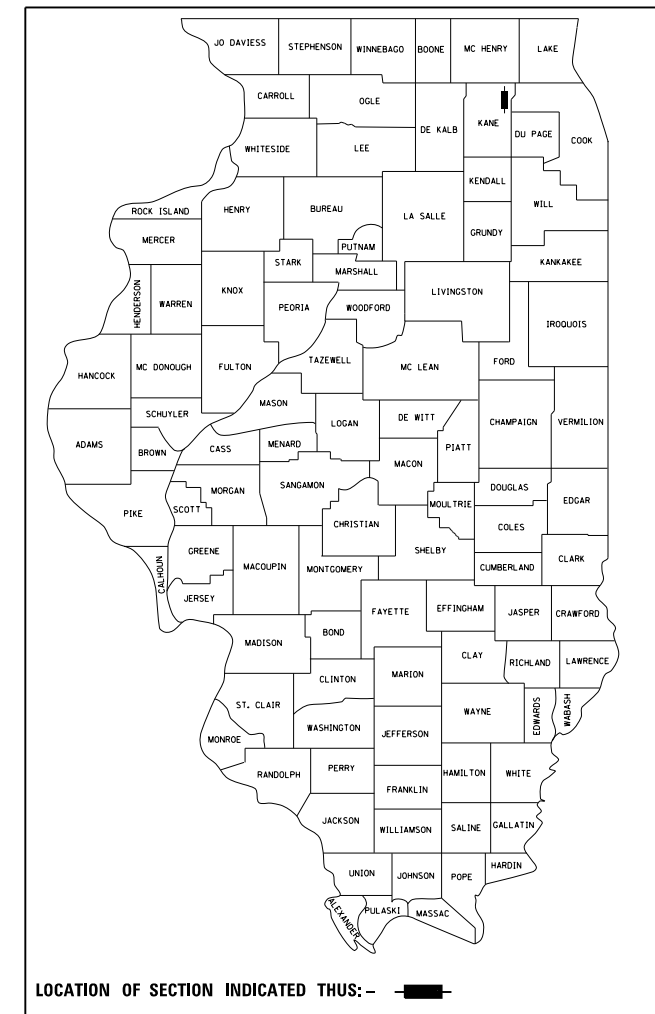 JO DAVIESS STEPHENSON WINNEBAGO BOONE MC HENRY LAKE
CARROLL OGLE DE KALB KANE DU PAGE COOK
WHITESIDE LEE
KENDALL
WILL
ROCK ISLAND HENRY BUREAU LA SALLE GRUNDY
MERCER PUTNAM KANKAKEE
STARK MARSHALL
HENDERSON WARREN KNOX PEORIA WOODFORD LIVINGSTON IROQUOIS
HANCOCK MC DONOUGH FULTON TAZEWELL MC LEAN FORD
MASON
SCHUYLER LOGAN DE WITT CHAMPAIGN VERMILION
ADAMS BROWN CASS MENARD PIATT
MACON
MORGAN SANGAMON DOUGLAS EDGAR
PIKE SCOTT CHRISTIAN MOULTRIE COLES
GREENE SHELBY
CALHOUN MACOUPIN MONTGOMERY CUMBERLAND CLARK
JERSEY FAYETTE EFFINGHAM JASPER CRAWFORD
MADISON BOND
CLAY RICHLAND LAWRENCE
CLINTON MARION
ST. CLAIR WAYNE EDWARDS WABASH
MONROE WASHINGTON JEFFERSON
RANDOLPH PERRY HAMILTON WHITE
FRANKLIN
JACKSON WILLIAMSON SALINE GALLATIN
UNION JOHNSON POPE HARDIN
ALEXANDER PULASKI MASSAC
LOCATION OF SECTION INDICATED THUS: -